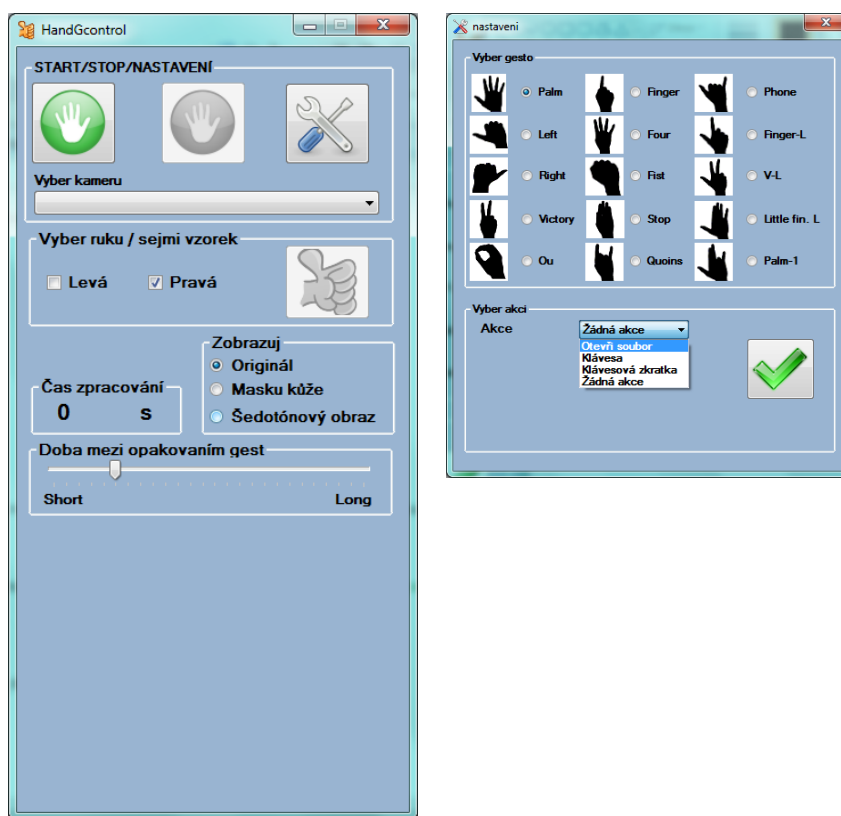 HandGcontrol
START/STOP/NASTAVENÍ
Vyber kameru
Vyber ruku / sejmi vzorek
Levá
Pravá
Zobrazuj
Originál
Masku kůže
Šedotónový obraz
Čas zpracování
0 s
Doba mezi opakovaním gest
Short
Long
nastaveni
Vyber gesto
Palm
Finger
Phone
Left
Four
Finger-L
Right
Fist
V-L
Victory
Stop
Little fin. L
Ou
Quoins
Palm-1
Vyber akci
Akce
Žádná akce
Otevři soubor
Klávesa
Klávesová zkratka
Žádná akce